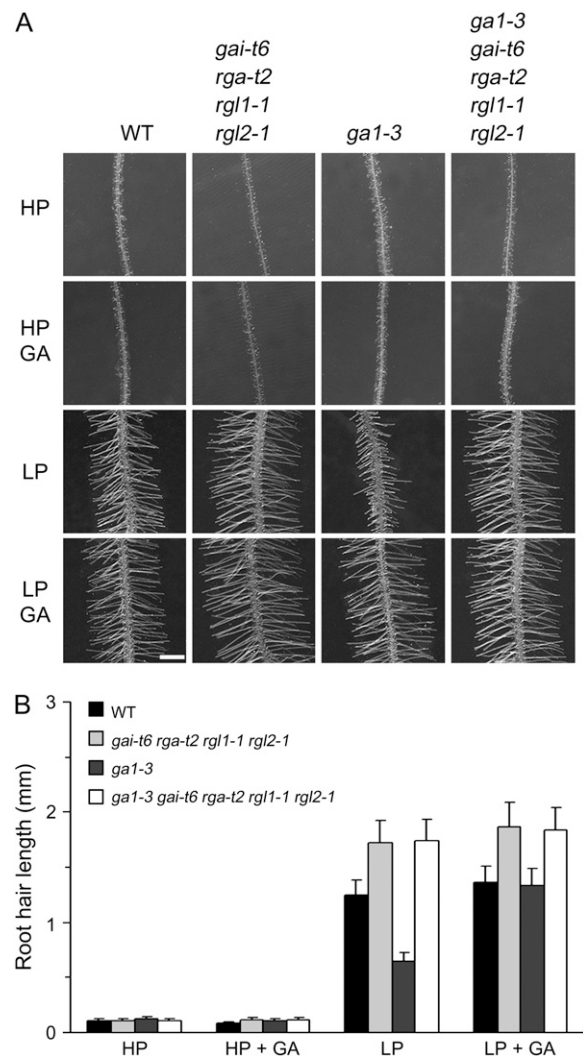 A
WT
gai-t6
rga-t2
rgl1-1
rgl2-1
ga1-3
ga1-3
gai-t6
rga-t2
rgl1-1
rgl2-1
HP
HP
GA
LP
LP
GA
B
Root hair length (mm)
3
2
1
0
WT
gai-t6 rga-t2 rgl1-1 rgl2-1
ga1-3
ga1-3 gai-t6 rga-t2 rgl1-1 rgl2-1
HP
HP + GA
LP
LP + GA